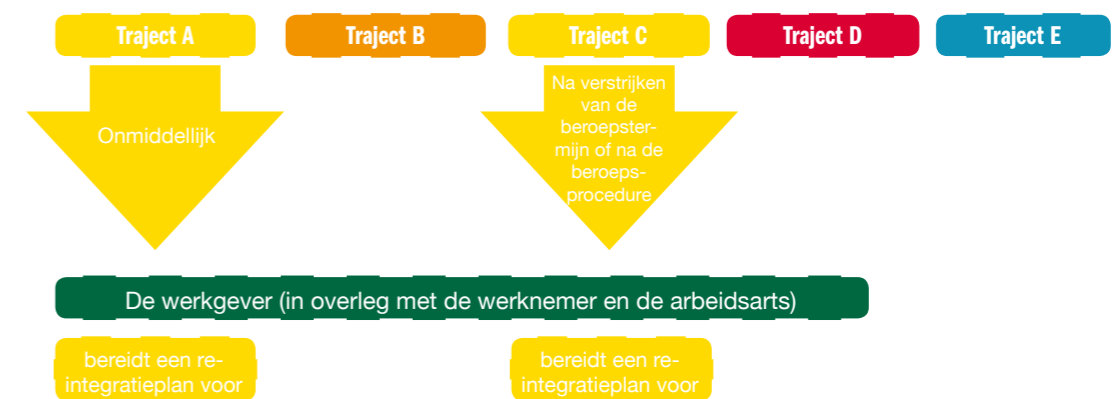 Traject A
Traject B
Traject C
Traject D
Traject E
Onmiddellijk
Na verstrijken
van de
beroepster-
mijn of na de
beroeps-
procedure
De werkgever (in overleg met de werknemer en de arbeidsarts)
bereidt een re-
integratieplan voor
bereidt een re-
integratieplan voor